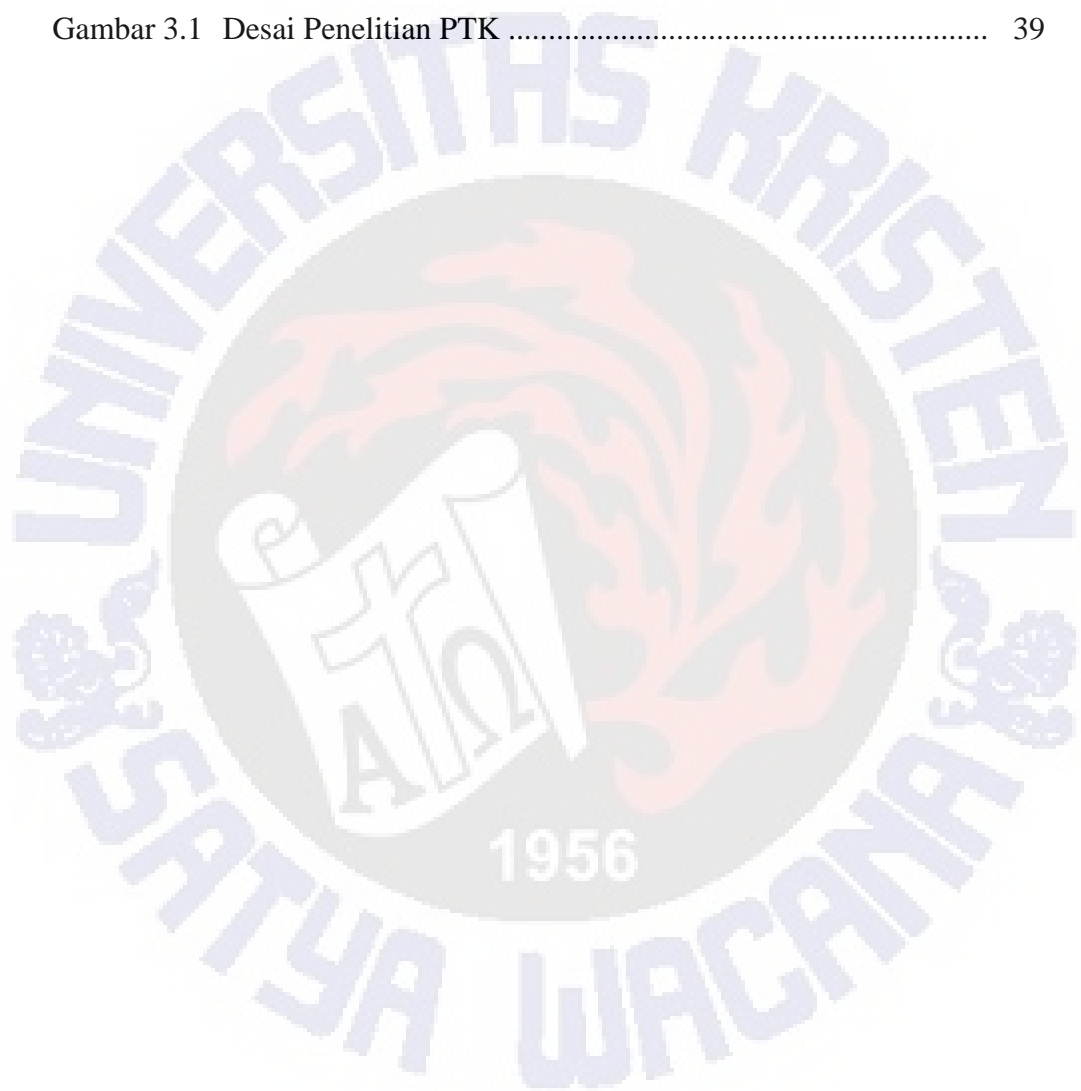 Gambar 3.1 Desai Penelitian PTK ............................................................. 39
UNIVERSITAS KRISTEN
Α Ω
1956
SATYA WACANA